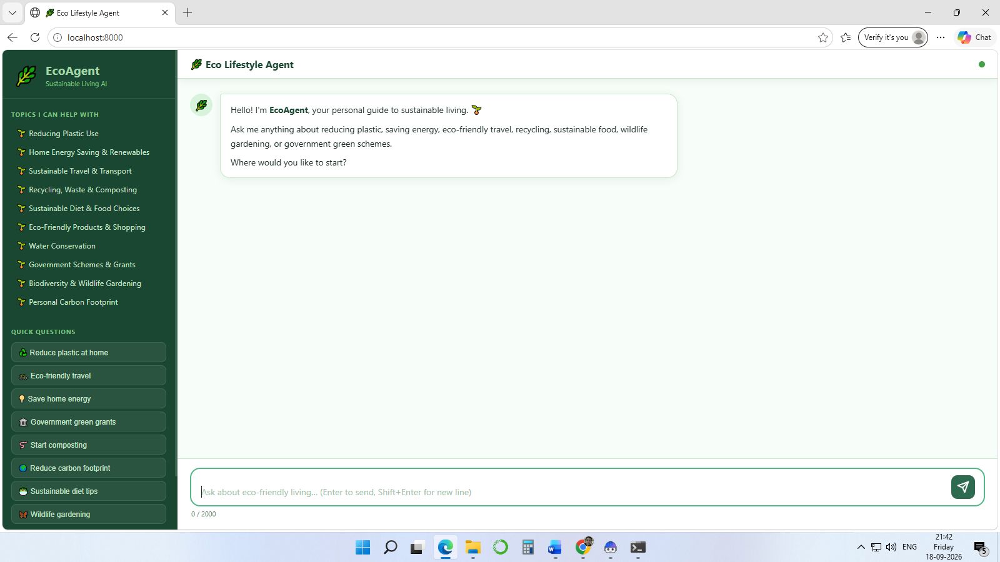 Eco Lifestyle Agent
localhost:8000
Verify it's you
Chat
EcoAgent
Sustainable Living AI
TOPICS I CAN HELP WITH
Reducing Plastic Use
Home Energy Saving & Renewables
Sustainable Travel & Transport
Recycling, Waste & Composting
Sustainable Diet & Food Choices
Eco-Friendly Products & Shopping
Water Conservation
Government Schemes & Grants
Biodiversity & Wildlife Gardening
Personal Carbon Footprint
QUICK QUESTIONS
Reduce plastic at home
Eco-friendly travel
Save home energy
Government green grants
Start composting
Reduce carbon footprint
Sustainable diet tips
Wildlife gardening
Eco Lifestyle Agent
Hello! I'm EcoAgent, your personal guide to sustainable living.
Ask me anything about reducing plastic, saving energy, eco-friendly travel, recycling, sustainable food, wildlife
gardening, or government green schemes.
Where would you like to start?
Ask about eco-friendly living... (Enter to send, Shift+Enter for new line)
0 / 2000
ENG
21:42
Friday
18-09-2026
5